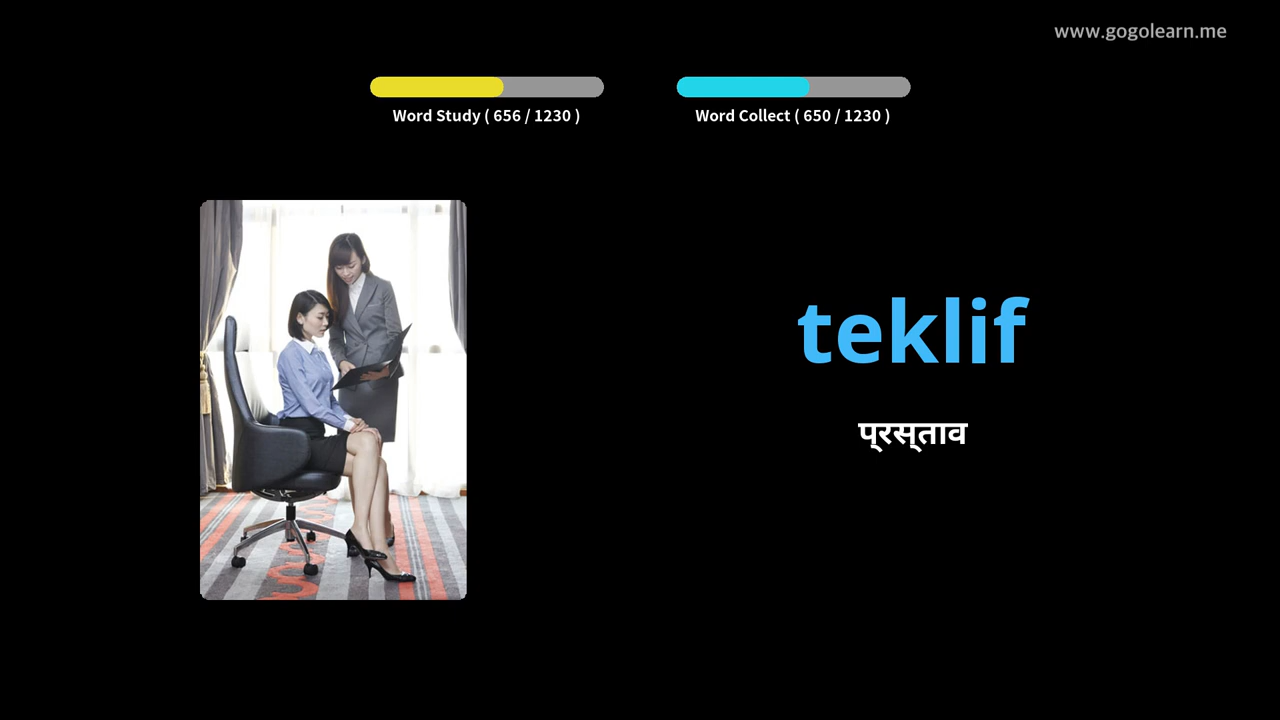 www.gogolearn.me
Word Study ( 656 / 1230 )
Word Collect ( 650 / 1230 )
teklif
प्रस्ताव